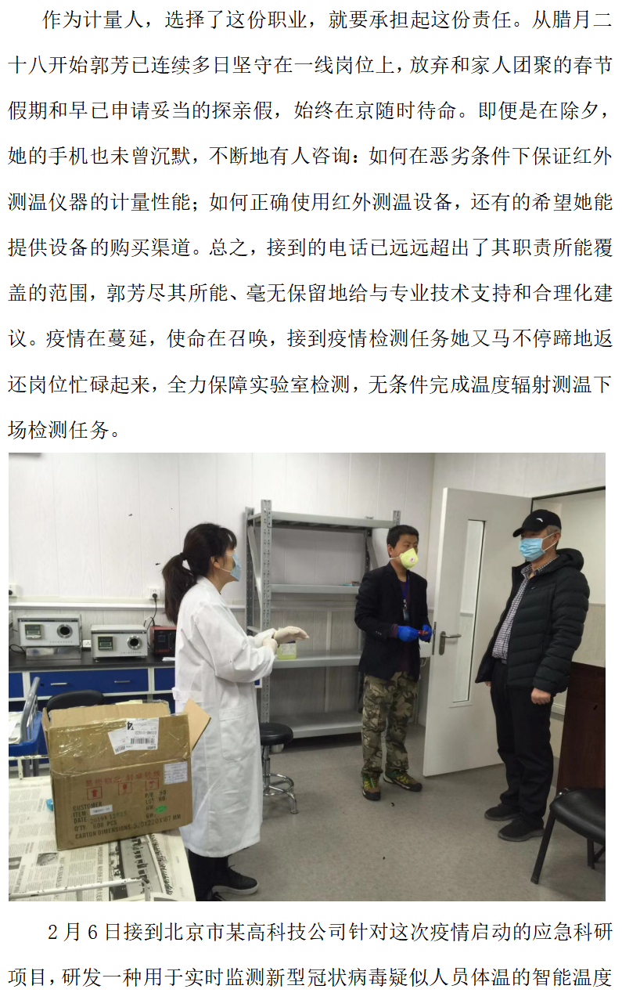 作为计量人，选择了这份职业，就要承担起这份责任。从腊月二
十八开始郭芳已连续多日坚守在一线岗位上，放弃和家人团聚的春节
假期和早已申请妥当的探亲假，始终在京随时待命。即便是在除夕，
她的手机也未曾沉默，不断地有人咨询：如何在恶劣条件下保证红外
测温仪器的计量性能；如何正确使用红外测温设备，还有的希望她能
提供设备的购买渠道。总之，接到的电话已远远超出了其职责所能覆
盖的范围，郭芳尽其所能、毫无保留地给与专业技术支持和合理化建
议。疫情在蔓延，使命在召唤，接到疫情检测任务她又马不停蹄地返
还岗位忙碌起来，全力保障实验室检测，无条件完成温度辐射测温下
场检测任务。
CUSTOMER
ITEM:
DATE:
Q'TY: 600 PCS
CARTON DIMENSIONS:
2 月 6 日接到北京市某高科技公司针对这次疫情启动的应急科研
项目，研发一种用于实时监测新型冠状病毒疑似人员体温的智能温度